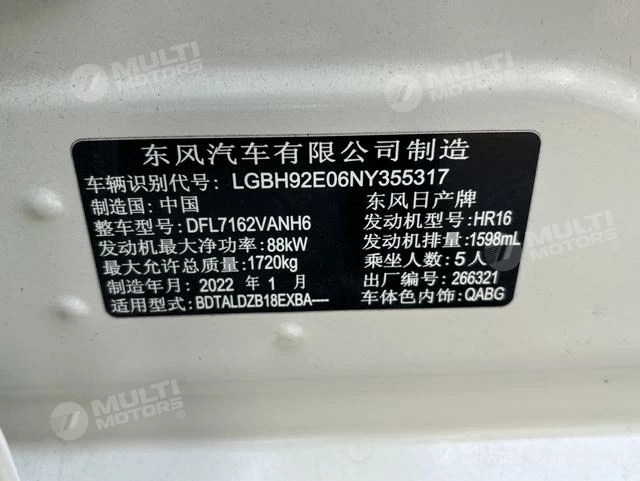 东风汽车有限公司制造
车辆识别代号: LGBH92E06NY355317
制造国: 中国 东风日产牌
整车型号: DFL7162VANH6 发动机型号: HR16
发动机最大净功率: 88kW 发动机排量: 1598mL
最大允许总质量: 1720kg 乘坐人数: 5人
制造年月: 2022 年 1 月 出厂编号: 266321
适用型号: BDTALDZB18EXBA---- 车体色内饰: QABG
MULTI MOTORS®
MULTI MOTORS®
MULTI MOTORS®
MULTI MOTORS®